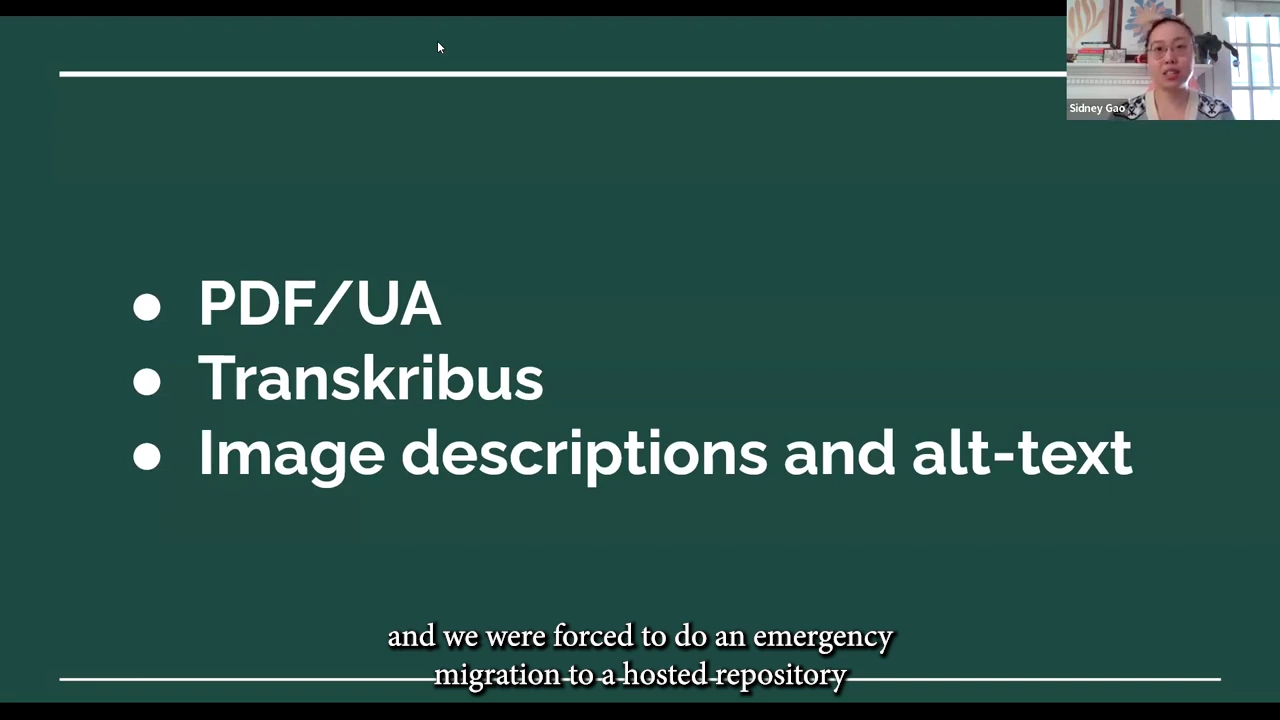 Sidney Gao
● PDF/UA
● Transkribus
● Image descriptions and alt-text
and we were forced to do an emergency
migration to a hosted repository